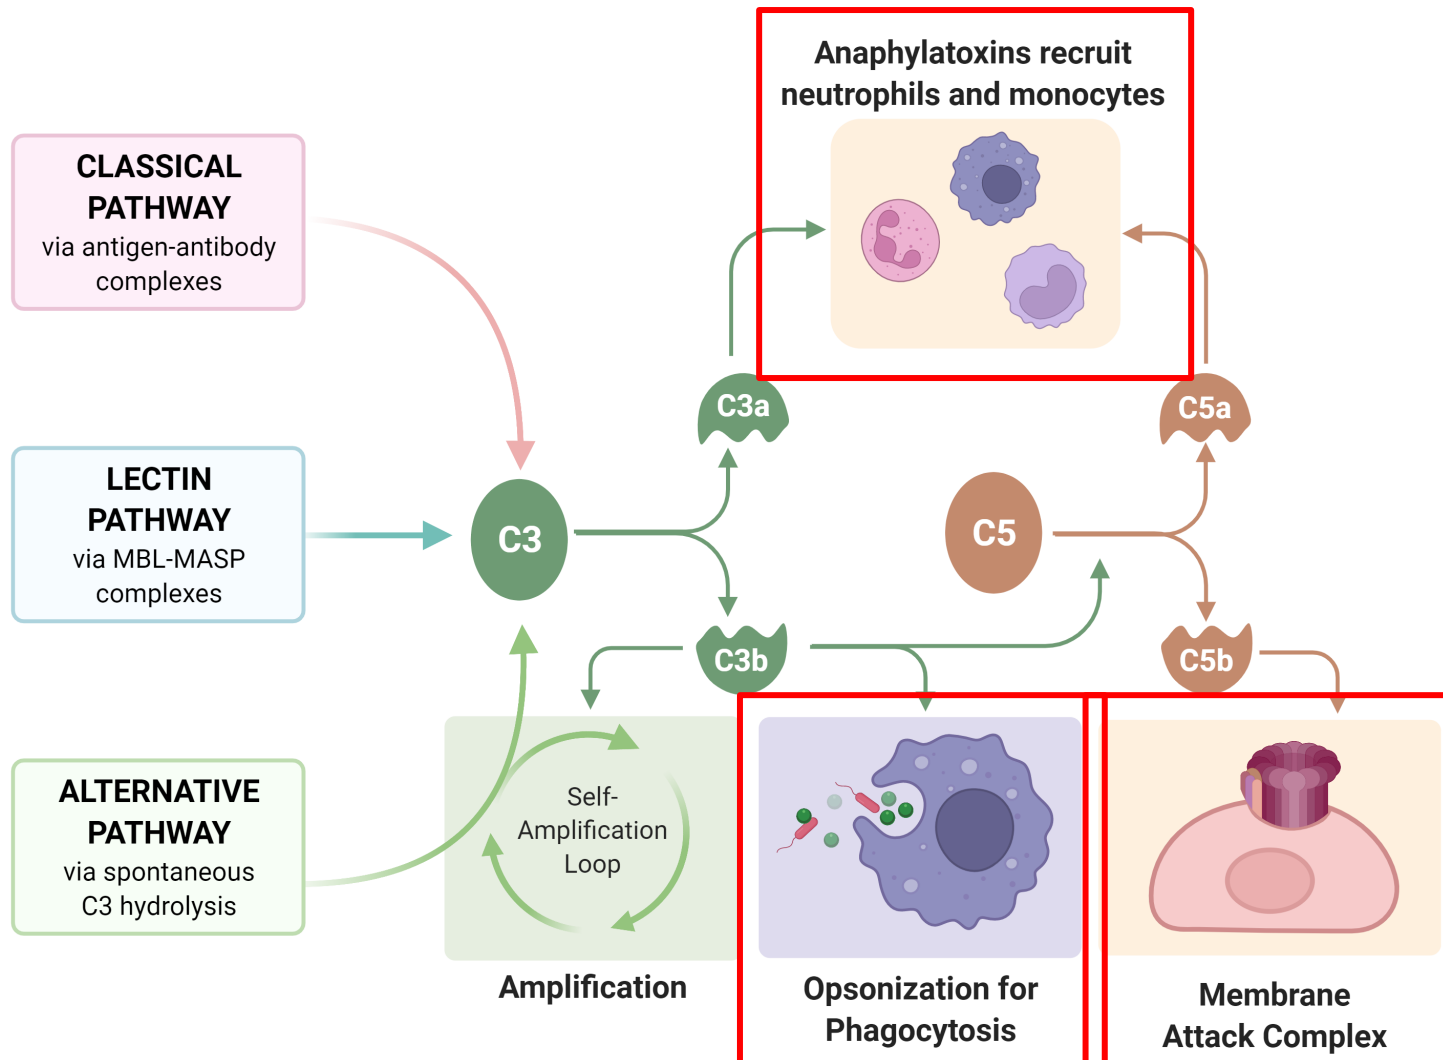 Anaphylatoxins recruit
neutrophils and monocytes
CLASSICAL
PATHWAY
via antigen-antibody
complexes
C3a
C5a
LECTIN
PATHWAY
via MBL-MASP
complexes
C3
C5
C3b
C5b
ALTERNATIVE
PATHWAY
via spontaneous
C3 hydrolysis
Self-
Amplification
Loop
Amplification
Opsonization for
Phagocytosis
Membrane
Attack Complex